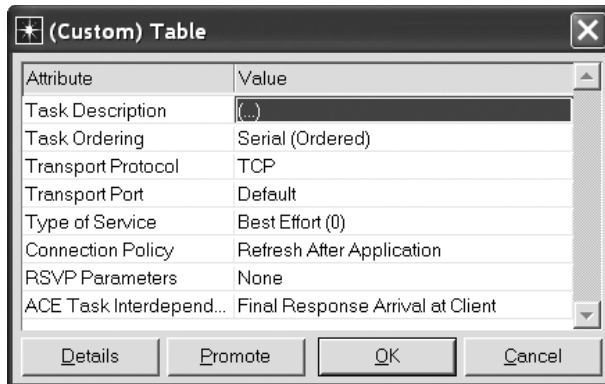 (Custom) Table
Attribute Value
Task Description (...)
Task Ordering Serial (Ordered)
Transport Protocol TCP
Transport Port Default
Type of Service Best Effort (0)
Connection Policy Refresh After Application
RSVP Parameters None
ACE Task Interdepend... Final Response Arrival at Client
Details Promote OK Cancel